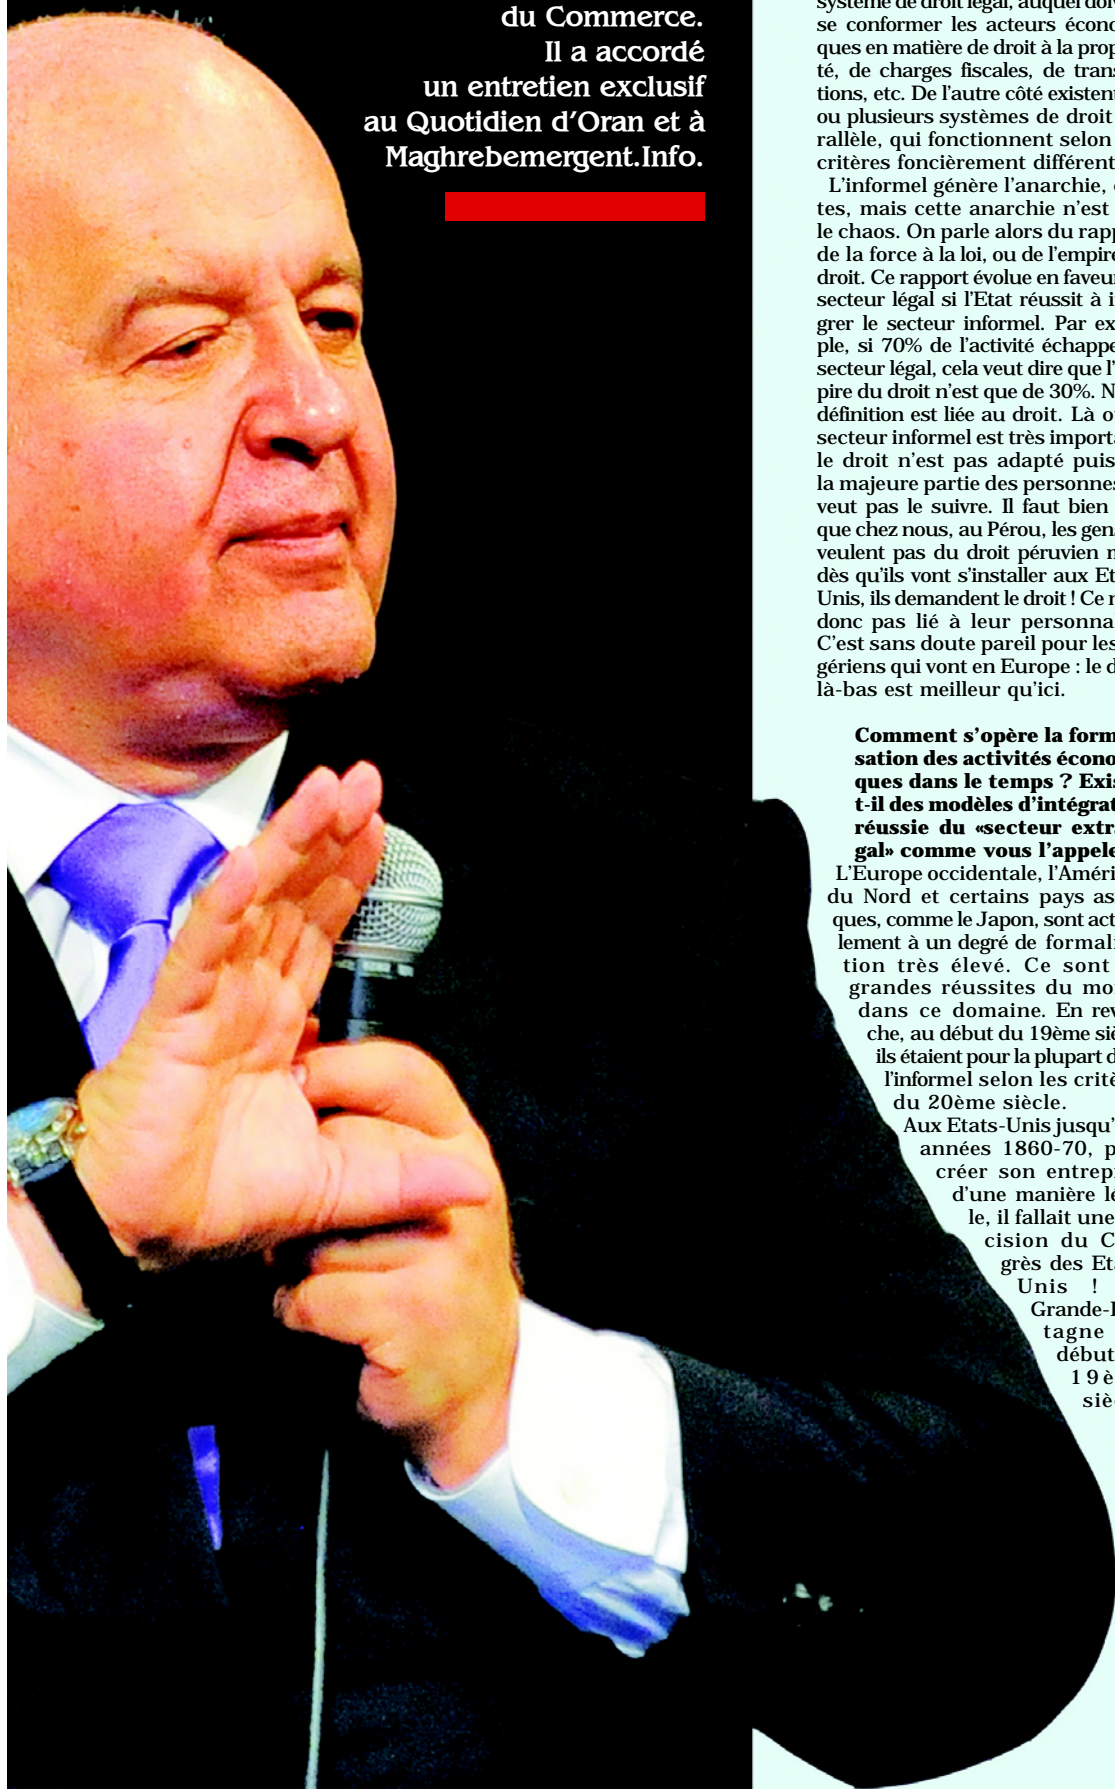 du Commerce.
Il a accordé
un entretien exclusif
au Quotidien d'Oran et à
Maghrebemergent.Info.
système de droit légal, auquel doiv
se conformer les acteurs écono
ques en matière de droit à la prop
té, de charges fiscales, de trans
tions, etc. De l'autre côté existent
ou plusieurs systèmes de droit
rallèle, qui fonctionnent selon
critères foncièrement différent
L'informel génère l'anarchie, c
tes, mais cette anarchie n'est
le chaos. On parle alors du rapp
de la force à la loi, ou de l'empire
droit. Ce rapport évolue en faveur
secteur légal si l'Etat réussit à i
grer le secteur informel. Par ex
ple, si 70% de l'activité échappe
secteur légal, cela veut dire que l'
pire du droit n'est que de 30%. N
définition est liée au droit. Là o
secteur informel est très importa
le droit n'est pas adapté puis
la majeure partie des personnes
veut pas le suivre. Il faut bien
que chez nous, au Pérou, les gens
veulent pas du droit péruvien m
dès qu'ils vont s'installer aux Et
Unis, ils demandent le droit ! Ce n
donc pas lié à leur personnal
C'est sans doute pareil pour les
gériens qui vont en Europe : le d
là-bas est meilleur qu'ici.
Comment s'opère la form
sation des activités écono
ques dans le temps ? Exis
t-il des modèles d'intégrat
réussie du «secteur extra
gal» comme vous l'appele
L'Europe occidentale, l'Améri
du Nord et certains pays as
ques, comme le Japon, sont act
lement à un degré de formali
tion très élevé. Ce sont
grandes réussites du mo
dans ce domaine. En rev
che, au début du 19ème siè
ils étaient pour la plupart d
l'informel selon les critè
du 20ème siècle.
Aux Etats-Unis jusqu'
années 1860-70, p
créer son entrepr
d'une manière lé
le, il fallait une
cision du C
grès des Et
Unis !
Grande-B
tagne
début
19è
siè